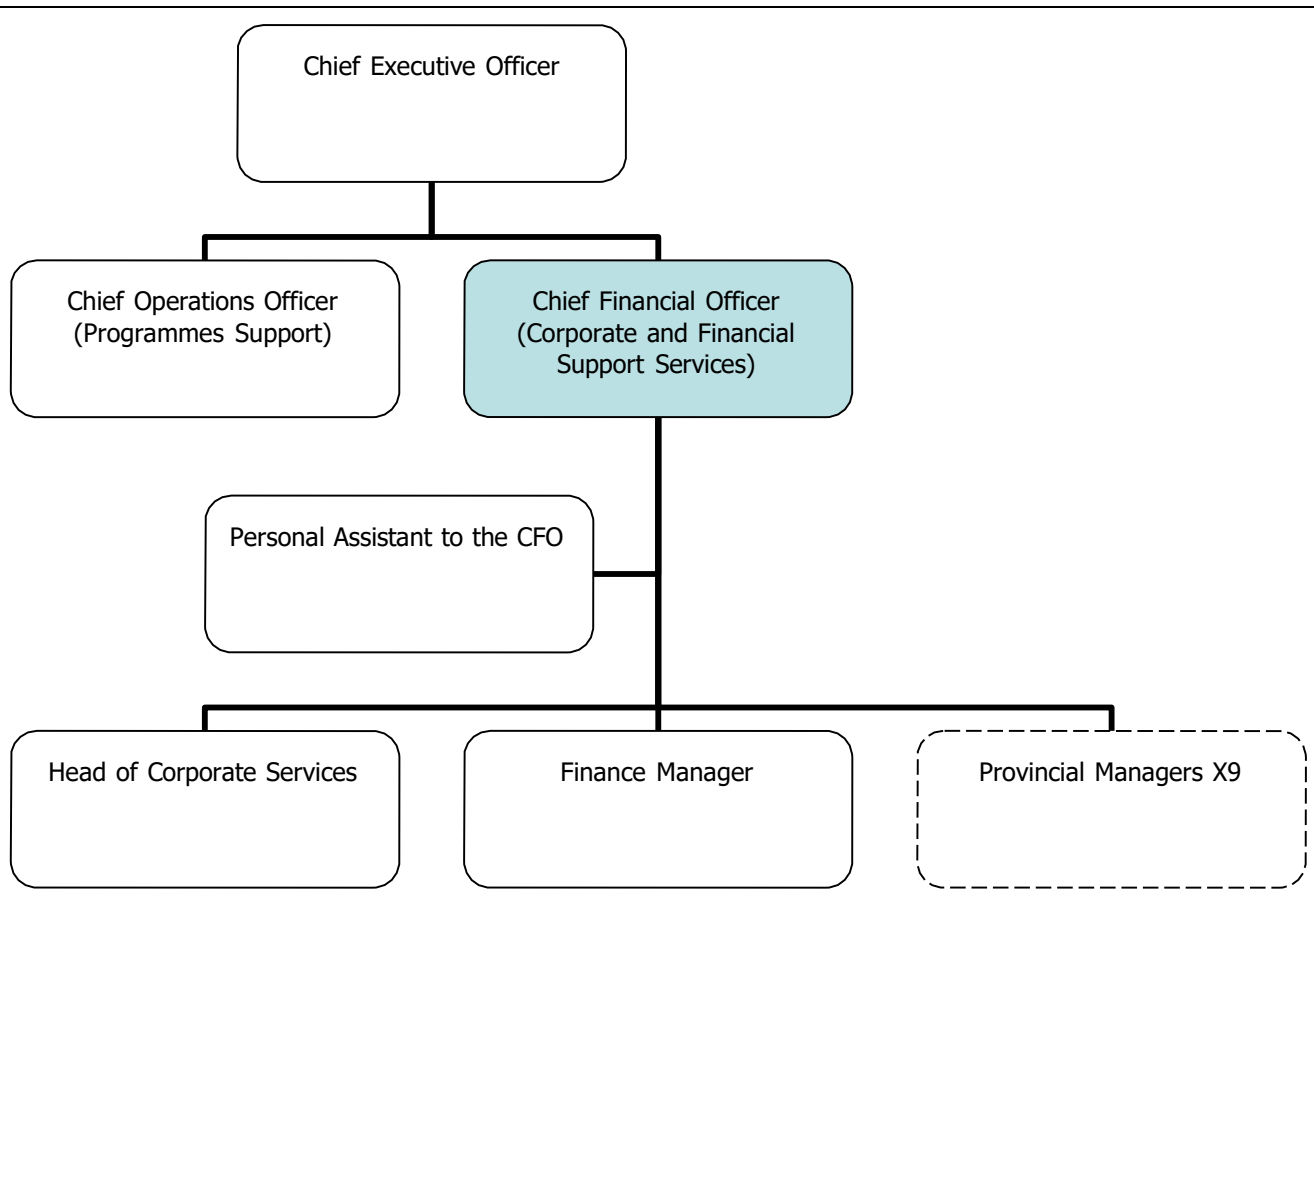 Chief Executive Officer
Chief Operations Officer
(Programmes Support)
Chief Financial Officer
(Corporate and Financial
Support Services)
Personal Assistant to the CFO
Head of Corporate Services
Finance Manager
Provincial Managers X9